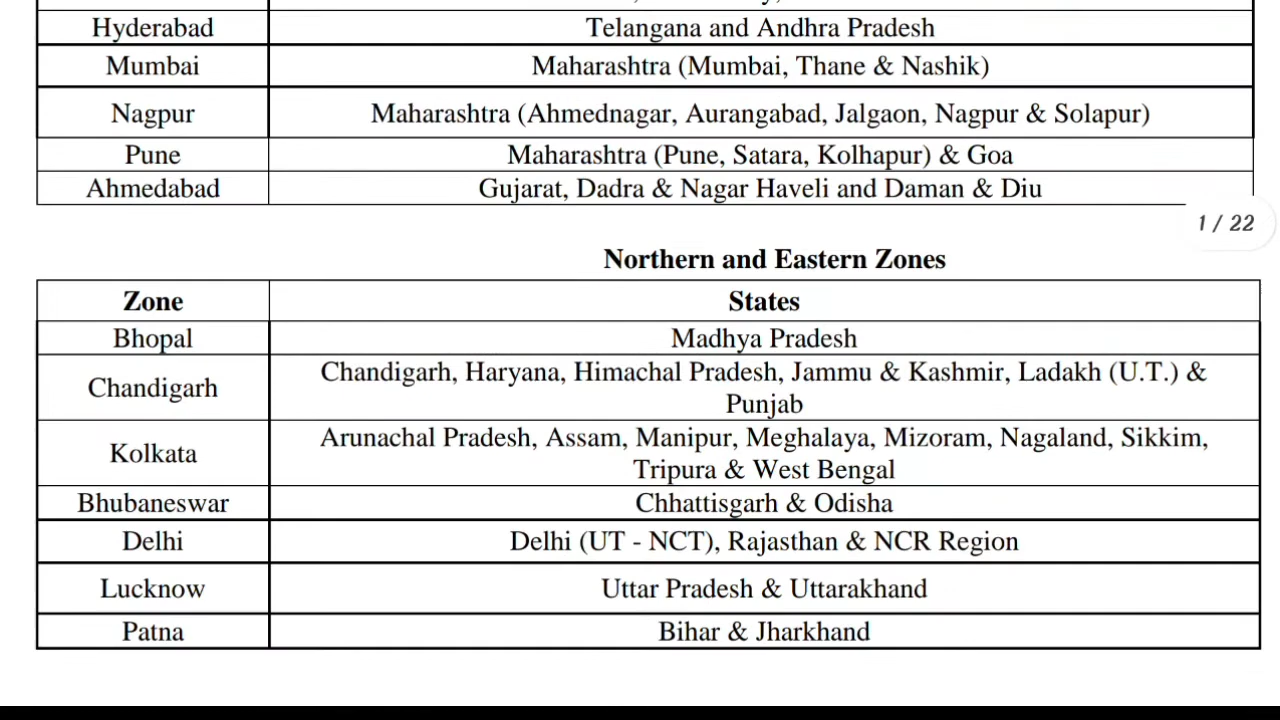 Hyderabad Telangana and Andhra Pradesh
Mumbai Maharashtra (Mumbai, Thane & Nashik)
Nagpur Maharashtra (Ahmednagar, Aurangabad, Jalgaon, Nagpur & Solapur)
Pune Maharashtra (Pune, Satara, Kolhapur) & Goa
Ahmedabad Gujarat, Dadra & Nagar Haveli and Daman & Diu
1 / 22
Northern and Eastern Zones
Zone States
Bhopal Madhya Pradesh
Chandigarh Chandigarh, Haryana, Himachal Pradesh, Jammu & Kashmir, Ladakh (U.T.) &
Punjab
Kolkata Arunachal Pradesh, Assam, Manipur, Meghalaya, Mizoram, Nagaland, Sikkim,
Tripura & West Bengal
Bhubaneswar Chhattisgarh & Odisha
Delhi Delhi (UT - NCT), Rajasthan & NCR Region
Lucknow Uttar Pradesh & Uttarakhand
Patna Bihar & Jharkhand